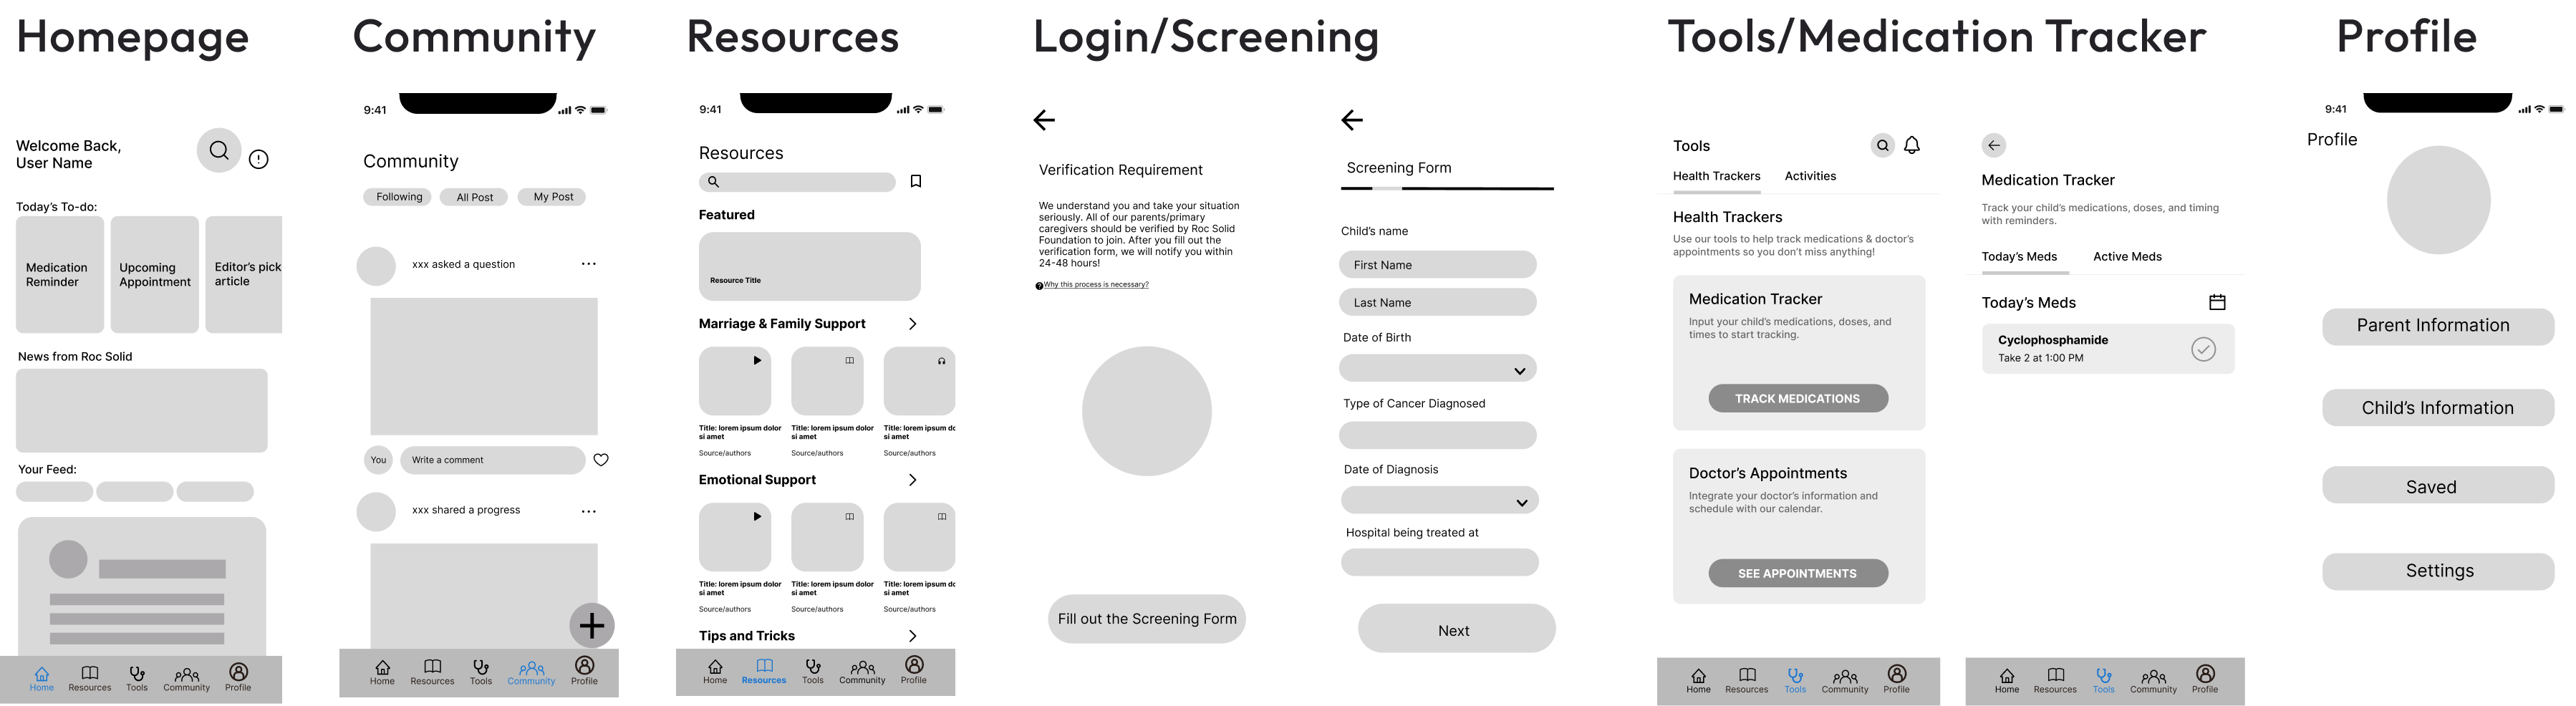 Homepage
Welcome Back,
User Name
Today's To-do:
Medication
Reminder
Upcoming
Appointment
Editor's pick
article
News from Roc Solid
Your Feed:
Home
Resources
Tools
Community
Profile
Community
9:41
Community
Following
All Post
My Post
xxx asked a question
You
Write a comment
xxx shared a progress
Home
Resources
Tools
Community
Profile
Resources
9:41
Resources
Featured
Resource Title
Marriage & Family Support
Title: lorem ipsum dolor
si amet
Source/authors
Title: lorem ipsum dolor
si amet
Source/authors
Title: lorem ipsum dc
si amet
Source/authors
Emotional Support
Title: lorem ipsum dolor
si amet
Source/authors
Title: lorem ipsum dolor
si amet
Source/authors
Title: lorem ipsum dc
si amet
Source/authors
Tips and Tricks
Home
Resources
Tools
Community
Profile
Login/Screening
Verification Requirement
We understand you and take your situation
seriously. All of our parents/primary
caregivers should be verified by Roc Solid
Foundation to join. After you fill out the
verification form, we will notify you within
24-48 hours!
Why this process is necessary?
Fill out the Screening Form
Screening Form
Child's name
First Name
Last Name
Date of Birth
Type of Cancer Diagnosed
Date of Diagnosis
Hospital being treated at
Next
Tools/Medication Tracker
Tools
Health Trackers
Activities
Health Trackers
Use our tools to help track medications & doctor's
appointments so you don't miss anything!
Medication Tracker
Input your child's medications, doses, and
times to start tracking.
TRACK MEDICATIONS
Doctor's Appointments
Integrate your doctor's information and
schedule with our calendar.
SEE APPOINTMENTS
Home
Resources
Tools
Community
Profile
Medication Tracker
Track your child's medications, doses, and timing
with reminders.
Today's Meds
Active Meds
Today's Meds
Cyclophosphamide
Take 2 at 1:00 PM
Home
Resources
Tools
Community
Profile
Profile
9:41
Profile
Parent Information
Child's Information
Saved
Settings